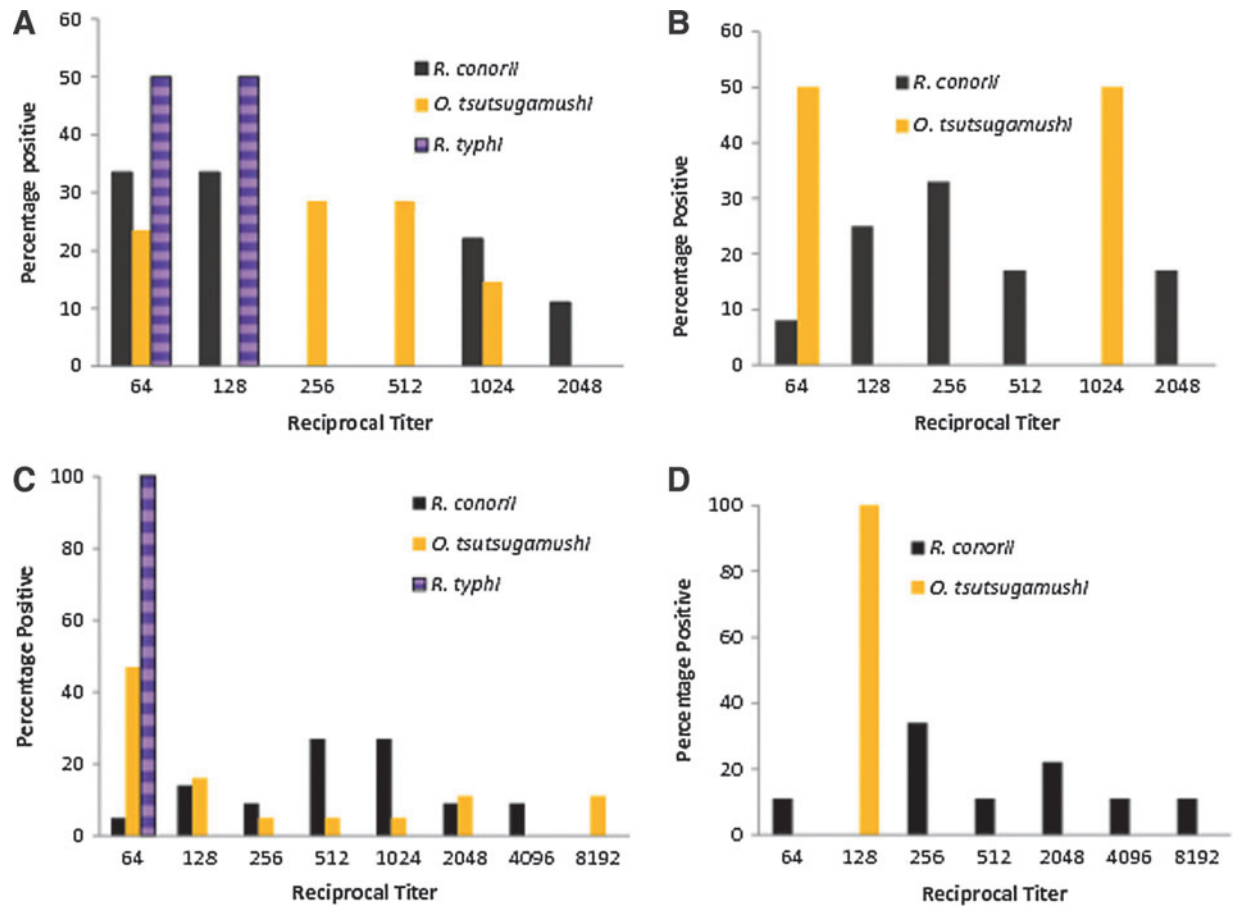 A
60
50
40
30
20
10
0
Percentage positive
R. conorii
O. tsutsugamushi
R. typhi
64 128 256 512 1024 2048
Reciprocal Titer
B
60
50
40
30
20
10
0
Percentage Positive
R. conorii
O. tsutsugamushi
64 128 256 512 1024 2048
Reciprocal Titer
C
100
80
60
40
20
0
Percentage Positive
R. conorii
O. tsutsugamushi
R. typhi
64 128 256 512 1024 2048 4096 8192
Reciprocal Titer
D
100
80
60
40
20
0
Percentage Positive
R. conorii
O. tsutsugamushi
64 128 256 512 2048 4096 8192
Reciprocal Titer